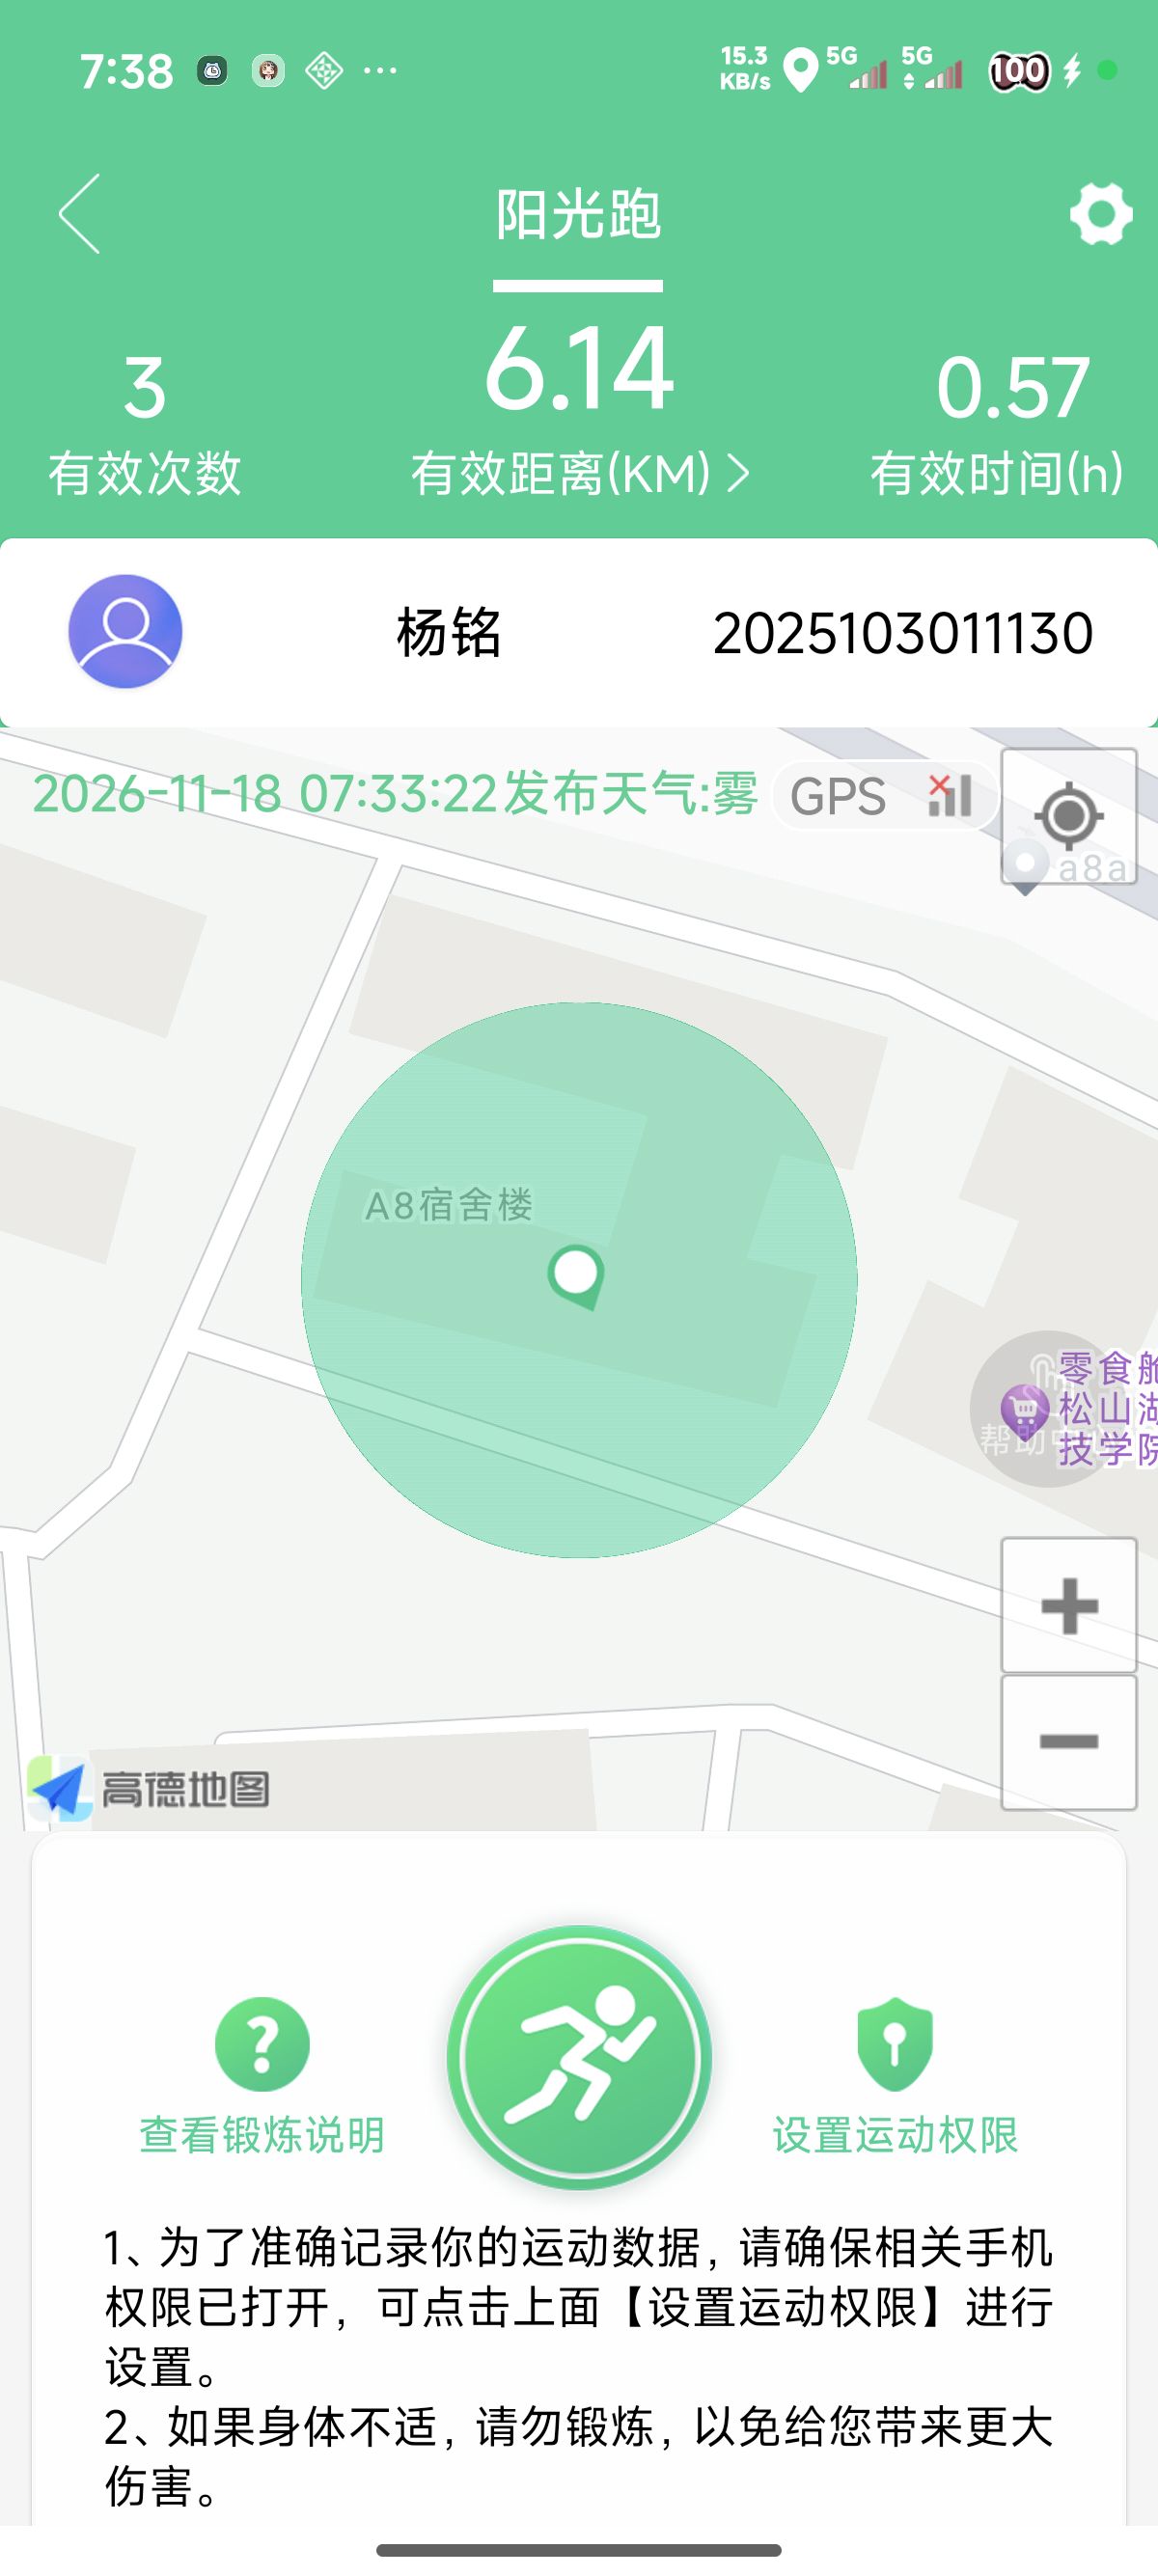 7:38
15.3
KB/s
5G
5G
100
阳光跑
3
6.14
0.57
有效次数
有效距离(KM)
有效时间(h)
杨铭
2025103011130
2026-11-18 07:33:22发布天气:雾
GPS
a8a
A8宿舍楼
零食舱
松山湖
技学院
帮助中心
高德地图
查看锻炼说明
设置运动权限
1、为了准确记录你的运动数据，请确保相关手机
权限已打开，可点击上面【设置运动权限】进行
设置。
2、如果身体不适，请勿锻炼，以免给您带来更大
伤害。